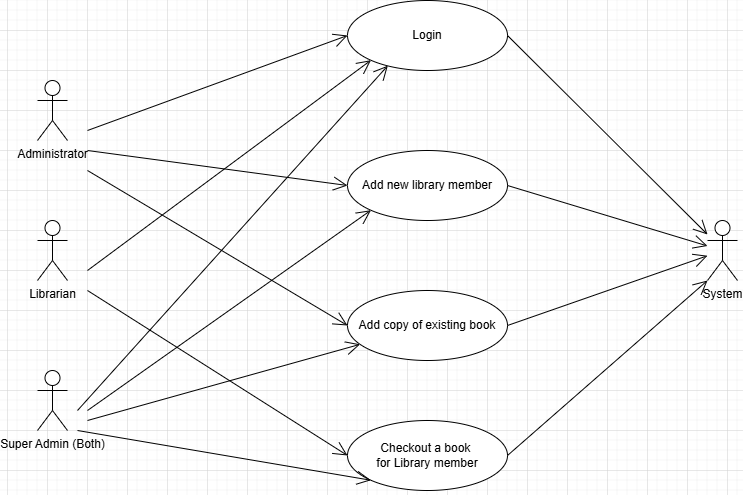 Login
Administrator
Add new library member
Librarian
System
Add copy of existing book
Super Admin (Both)
Checkout a book
for Library member